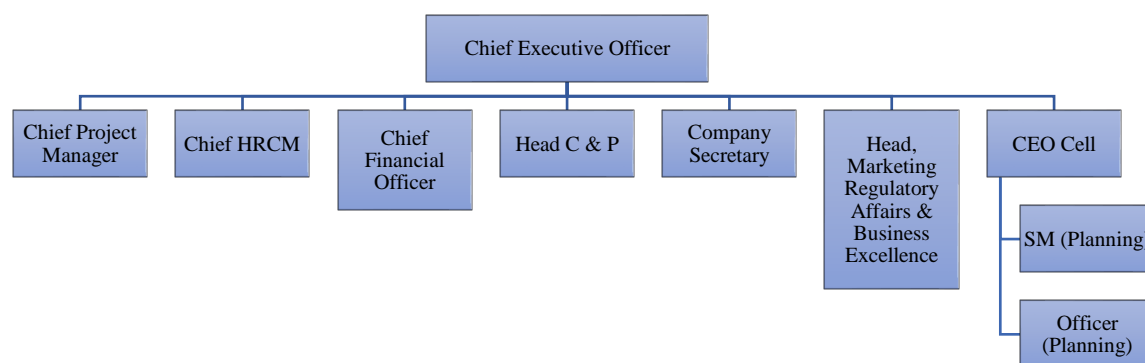 Chief Executive Officer
Chief Project
Manager
Chief HRCM
Chief
Financial
Officer
Head C & P
Company
Secretary
Head,
Marketing
Regulatory
Affairs &
Business
Excellence
CEO Cell
SM (Planning)
Officer
(Planning)